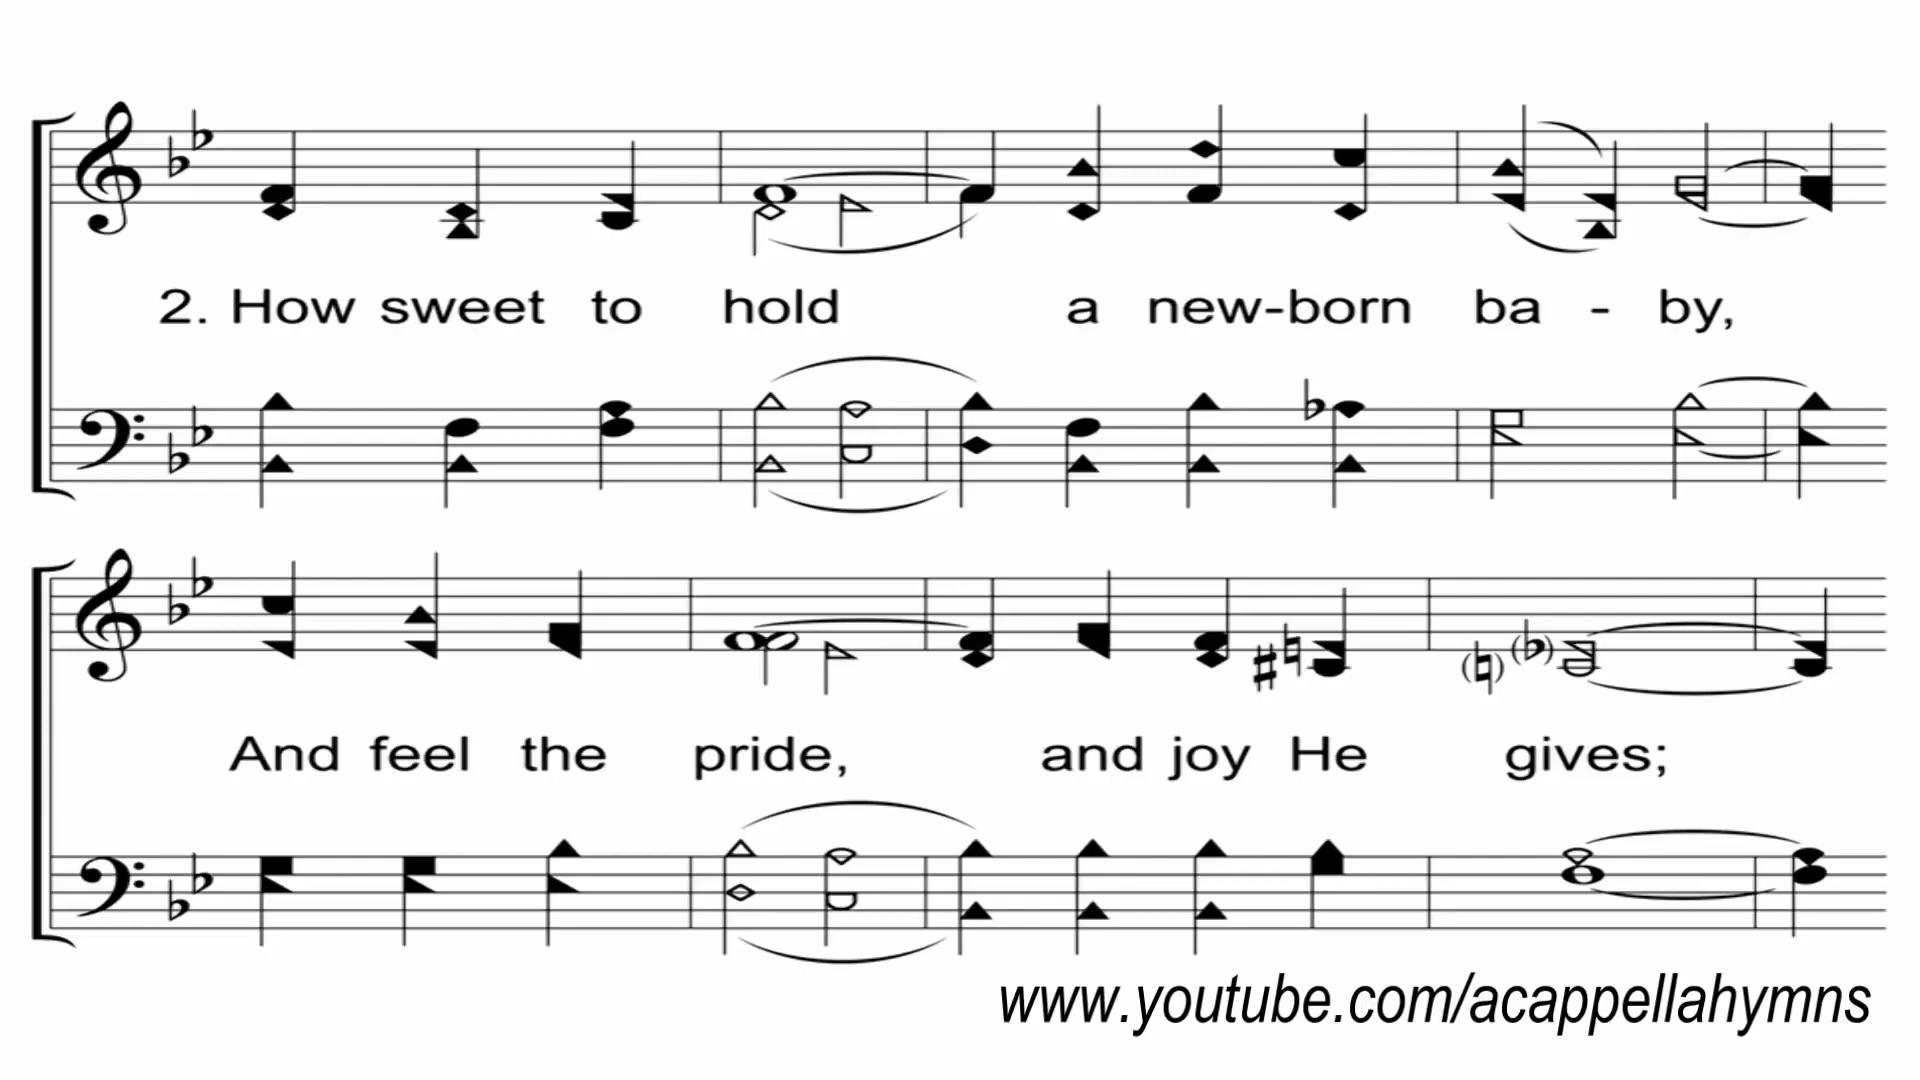 2. How sweet to hold a new-born ba - by,
And feel the pride, and joy He gives;
www.youtube.com/acappellahymns